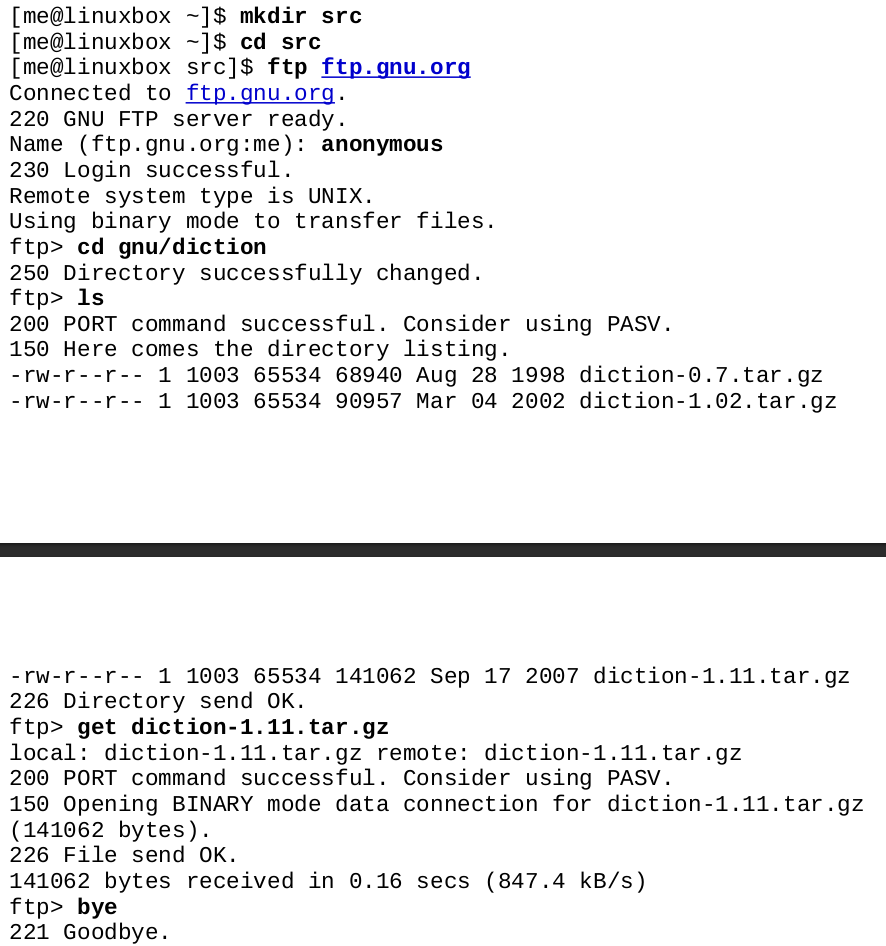 [me@linuxbox ~]$ mkdir src
[me@linuxbox ~]$ cd src
[me@linuxbox src]$ ftp ftp.gnu.org
Connected to ftp.gnu.org.
220 GNU FTP server ready.
Name (ftp.gnu.org:me): anonymous
230 Login successful.
Remote system type is UNIX.
Using binary mode to transfer files.
ftp> cd gnu/diction
250 Directory successfully changed.
ftp> ls
200 PORT command successful. Consider using PASV.
150 Here comes the directory listing.
-rw-r--r-- 1 1003 65534 68940 Aug 28 1998 diction-0.7.tar.gz
-rw-r--r-- 1 1003 65534 90957 Mar 04 2002 diction-1.02.tar.gz
-rw-r--r-- 1 1003 65534 141062 Sep 17 2007 diction-1.11.tar.gz
226 Directory send OK.
ftp> get diction-1.11.tar.gz
local: diction-1.11.tar.gz remote: diction-1.11.tar.gz
200 PORT command successful. Consider using PASV.
150 Opening BINARY mode data connection for diction-1.11.tar.gz
(141062 bytes).
226 File send OK.
141062 bytes received in 0.16 secs (847.4 kB/s)
ftp> bye
221 Goodbye.